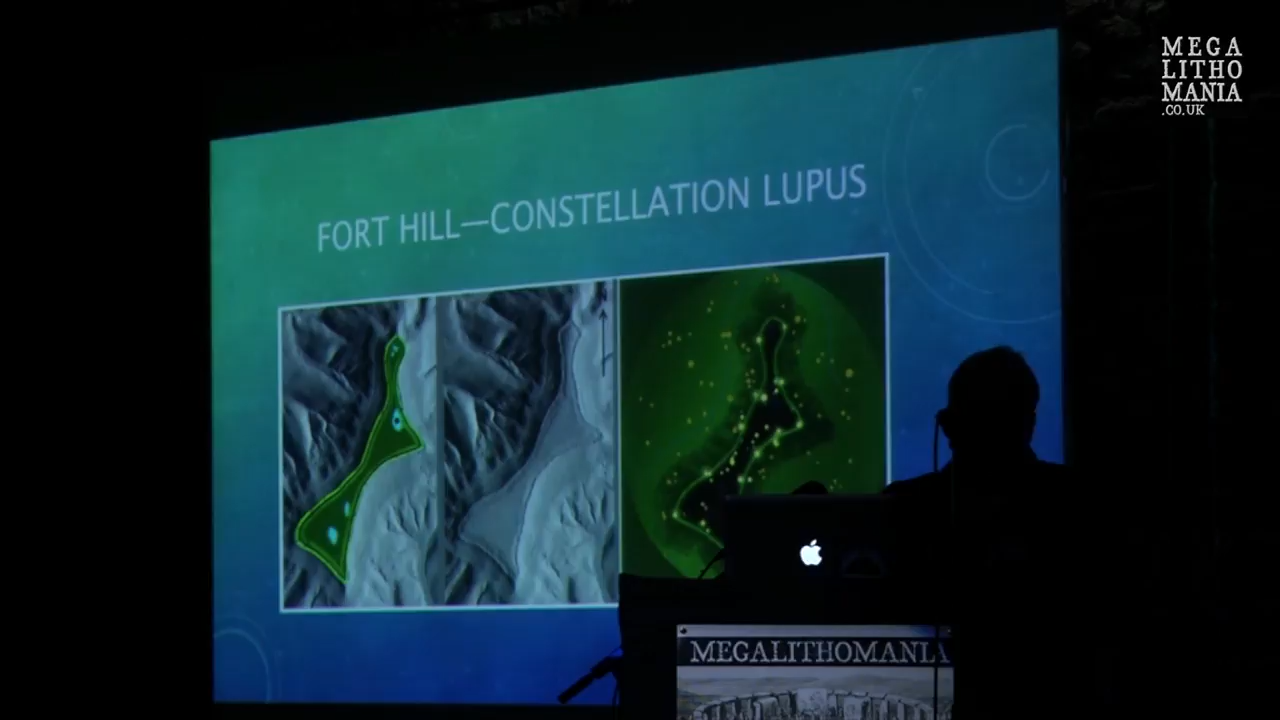 MEGA
LITHO
MANIA
.CO.UK
FORT HILL—CONSTELLATION LUPUS
MEGALITHOMANIA